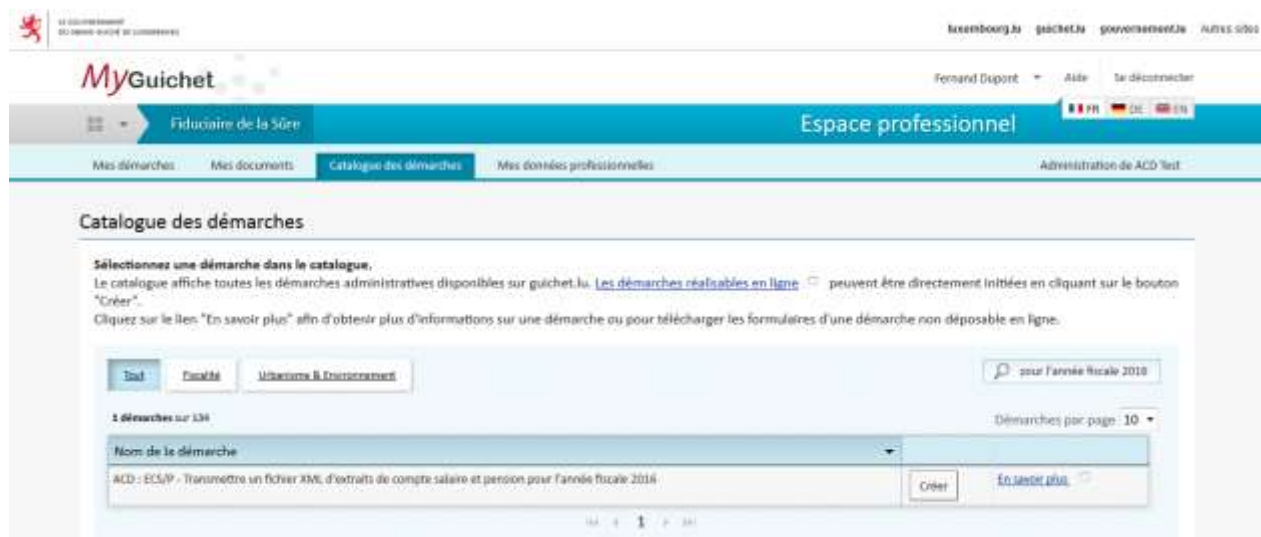 LE GOUVERNEMENT
DU GRAND-DUCHÉ DE LUXEMBOURG
luxembourg.lu guichet.lu gouvernement.lu Autres sites
MyGuichet
Fernand Dupont Aide Se déconnecter
FR DE EN
Fiduciaire de la Sûre
Espace professionnel
Mes démarches Mes documents Catalogue des démarches Mes données professionnelles Administration de ACD Test
Catalogue des démarches
Sélectionnez une démarche dans le catalogue.
Le catalogue affiche toutes les démarches administratives disponibles sur guichet.lu. Les démarches réalisables en ligne peuvent être directement initiées en cliquant sur le bouton
"Créer".
Cliquez sur le lien "En savoir plus" afin d'obtenir plus d'informations sur une démarche ou pour télécharger les formulaires d'une démarche non déposable en ligne.
Tout Fiscalité Urbanisme & Environnement
pour l'année fiscale 2016
1 démarches sur 134
Démarches par page 10
Nom de la démarche
ACD : ECS/P - Transmettre un fichier XML d'extraits de compte salaire et pension pour l'année fiscale 2016
Créer
En savoir plus
1